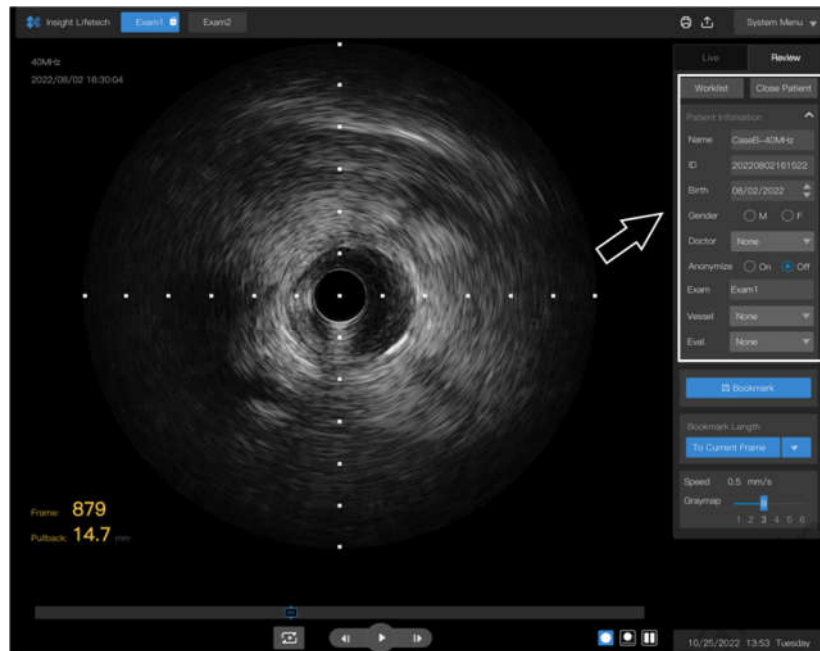 Insight Lifetech Exam1 Exam2 System Menu
40MHz
2022/08/02 16:30:04
Live Review
Worklist Close Patient
Patient Infomation
Name CaseB-40MHz
ID 20220802161522
Birth 08/02/2022
Gender M F
Doctor None
Anonymize On Off
Exam Exam1
Vessel None
Eval. None
Bookmark
Bookmark Length
To Current Frame
Speed 0.5 mm/s
Graymap
1 2 3 4 5 6
Frame: 879
Pullback: 14.7 mm
10/25/2022 13:53 Tuesday